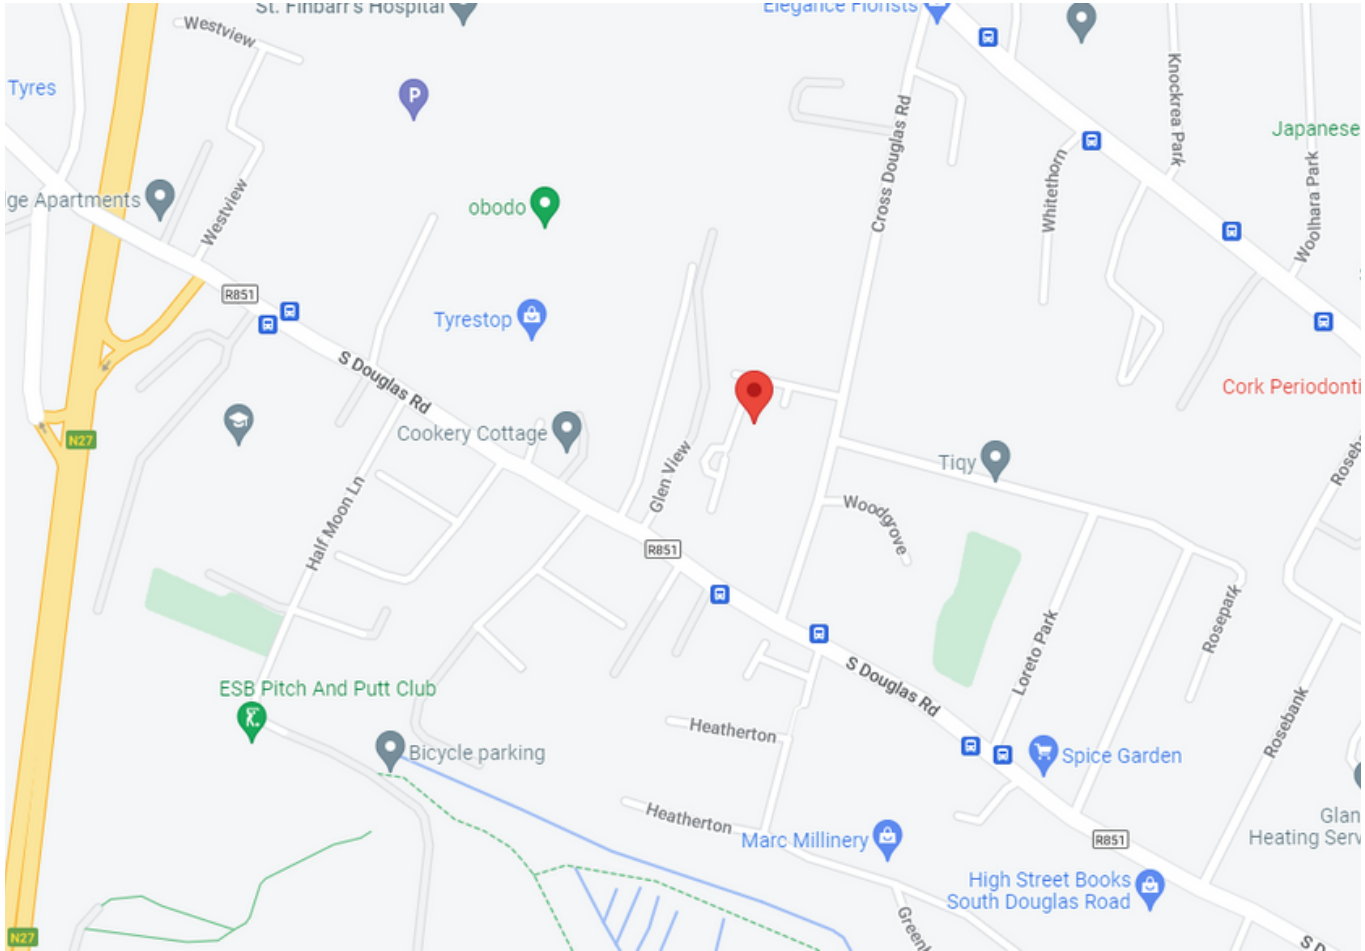 St. Finbarr's Hospital
Elegance Florists
Westview
Tyres
P
Knockrea Park
Japanese
Cross Douglas Rd
Whitethorn
Woolhara Park
ge Apartments
Westview
obodo
R851
Tyrestop
S Douglas Rd
Cork Periodonti
N27
Cookery Cottage
Glen View
Tiqy
Roseb
Half Moon Ln
Woodgrove
R851
Loreto Park
Rosepark
S Douglas Rd
ESB Pitch And Putt Club
Heatherton
Rosebank
Bicycle parking
Spice Garden
Heatherton
Marc Millinery
R851
Glan
Heating Serv
High Street Books
South Douglas Road
Green
N27
S D